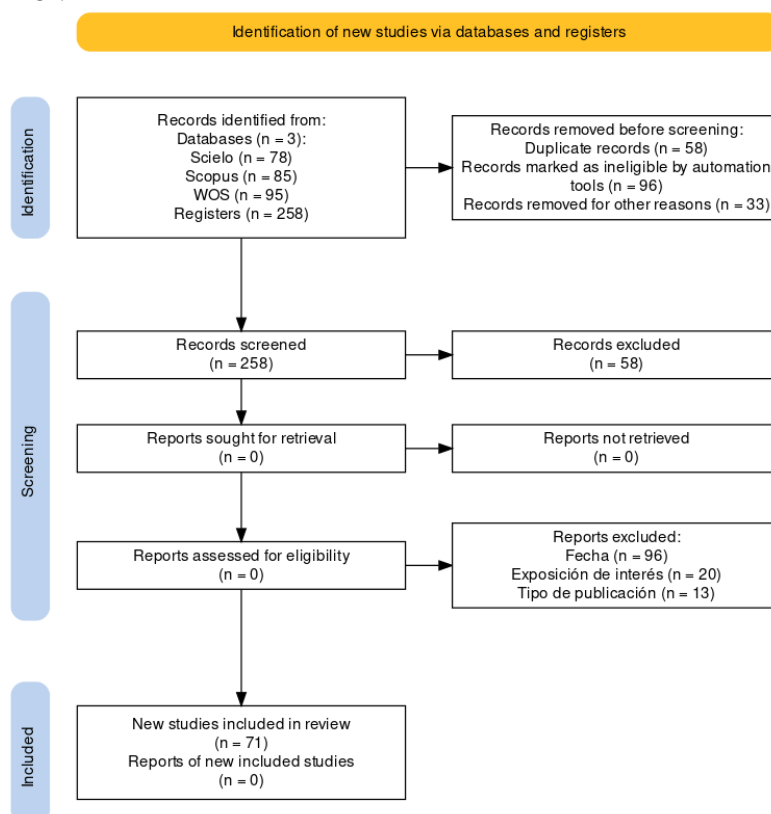 Identification of new studies via databases and registers
Identification
Records identified from:
Databases (n = 3):
Scielo (n = 78)
Scopus (n = 85)
WOS (n = 95)
Registers (n = 258)
Records removed before screening:
Duplicate records (n = 58)
Records marked as ineligible by automation
tools (n = 96)
Records removed for other reasons (n = 33)
Screening
Records screened
(n = 258)
Records excluded
(n = 58)
Reports sought for retrieval
(n = 0)
Reports not retrieved
(n = 0)
Reports assessed for eligibility
(n = 0)
Reports excluded:
Fecha (n = 96)
Exposición de interés (n = 20)
Tipo de publicación (n = 13)
Included
New studies included in review
(n = 71)
Reports of new included studies
(n = 0)